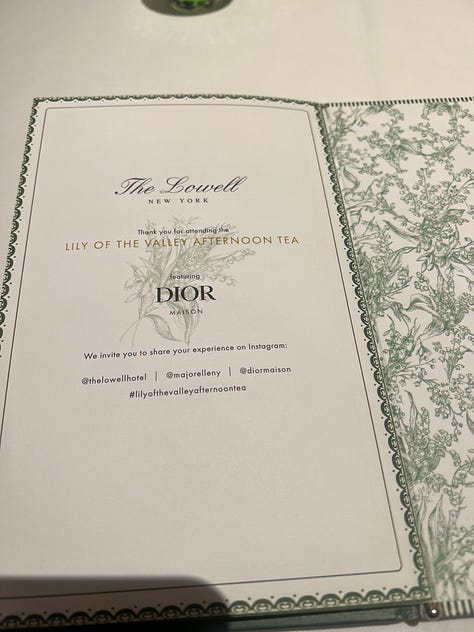 The Lowell
NEW YORK
Thank you for attending the
LILY OF THE VALLEY AFTERNOON TEA
featuring
DIOR
MAISON
We invite you to share your experience on Instagram:
@thelowellhotel | @majorelleny | @diormaison
#lilyofthevalleyafternoontea